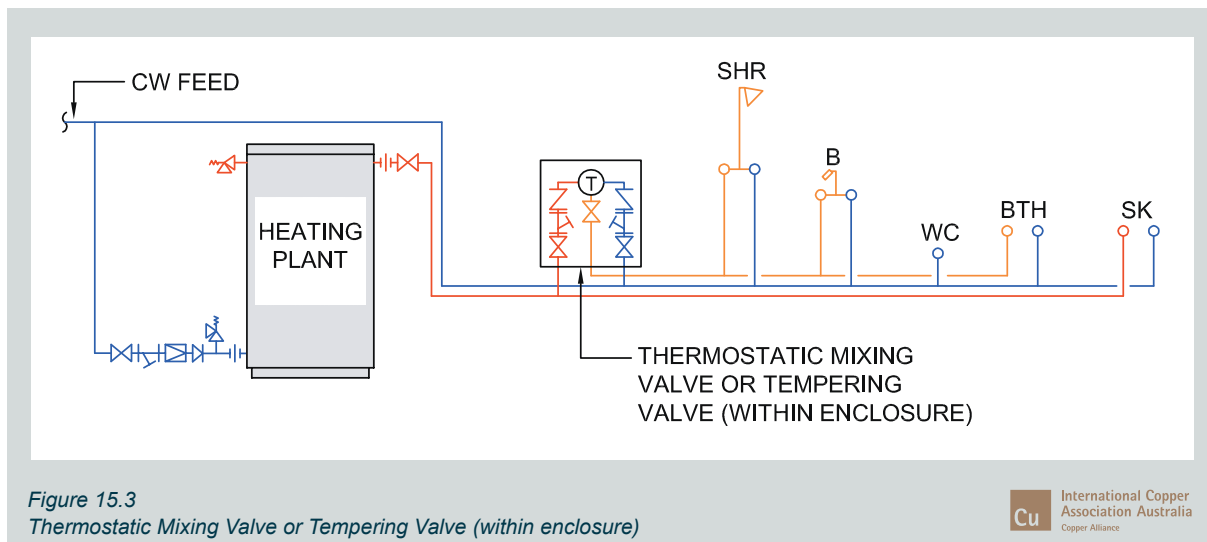 CW FEED
SHR
B
HEATING
PLANT
T
WC
BTH
SK
THERMOSTATIC MIXING
VALVE OR TEMPERING
VALVE (WITHIN ENCLOSURE)
Figure 15.3
Thermostatic Mixing Valve or Tempering Valve (within enclosure)
Cu
International Copper
Association Australia
Copper Alliance